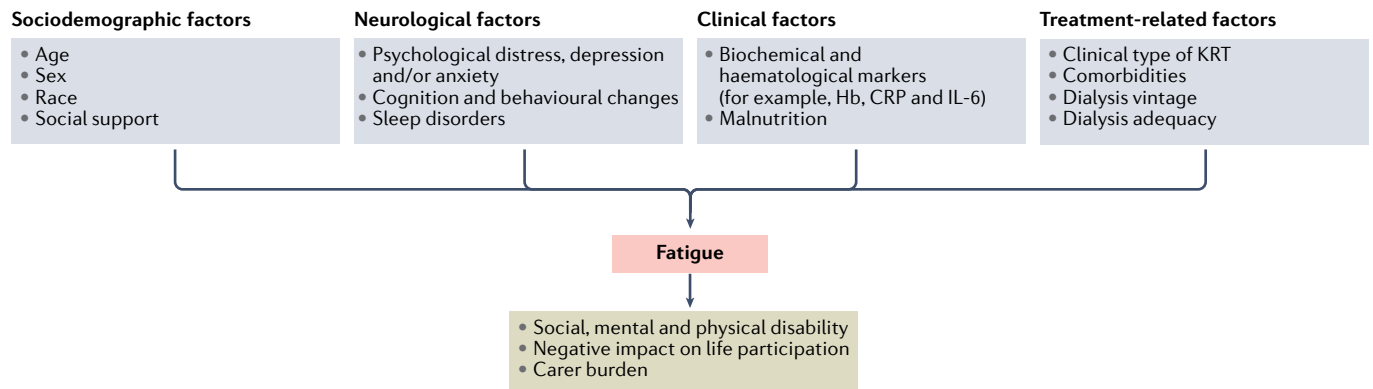 Sociodemographic factors
• Age
• Sex
• Race
• Social support
Neurological factors
• Psychological distress, depression
and/or anxiety
• Cognition and behavioural changes
• Sleep disorders
Clinical factors
• Biochemical and
haematological markers
(for example, Hb, CRP and IL-6)
• Malnutrition
Treatment-related factors
• Clinical type of KRT
• Comorbidities
• Dialysis vintage
• Dialysis adequacy
Fatigue
• Social, mental and physical disability
• Negative impact on life participation
• Carer burden